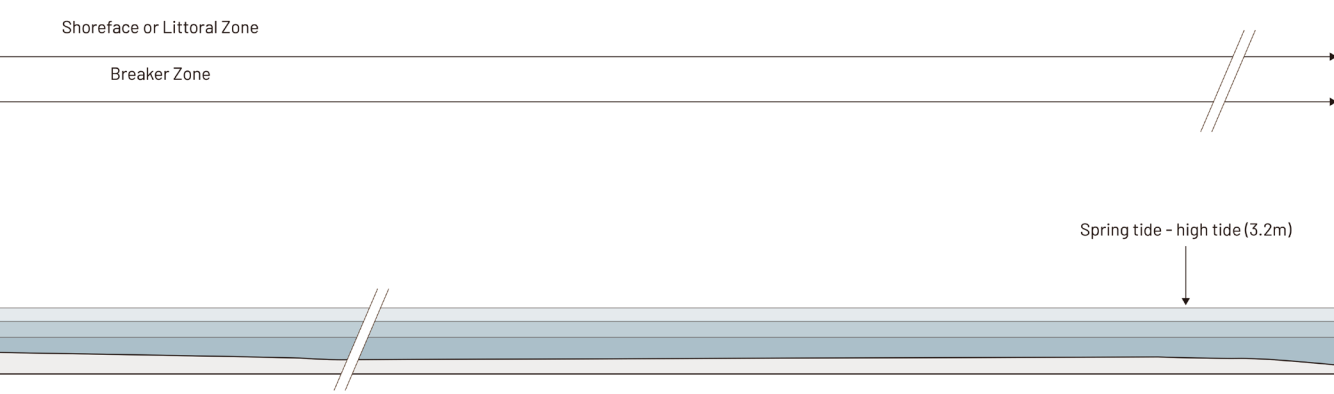 Shoreface or Littoral Zone
Breaker Zone
Spring tide - high tide (3.2m)